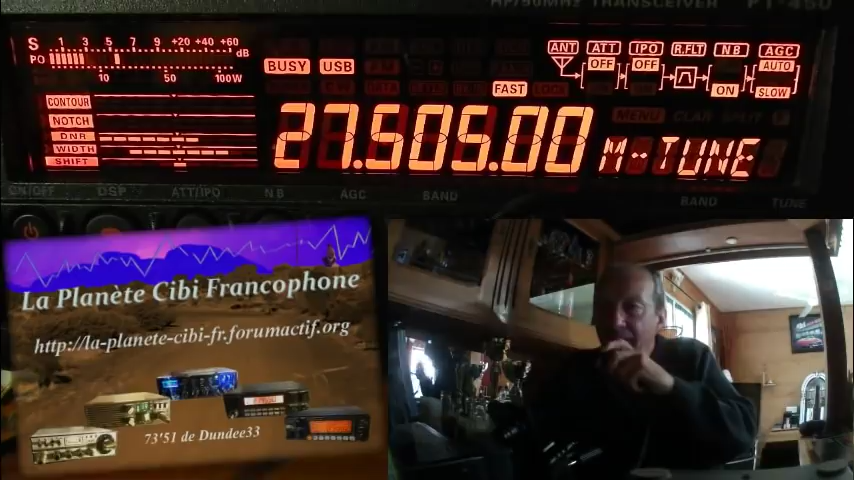 HF/50MHz TRANSCEIVER FT-450
S 1 3 5 7 9 +20 +40 +60 dB
PO
10 50 100W
BUSY USB
FAST LOCK
ANT ATT IPO R.FLT NB AGC
OFF OFF AUTO
ON SLOW
CONTOUR
NOTCH
DNR
WIDTH
SHIFT
27.505.00
MENU CLAR SPLIT
M-TUNE
ON/OFF DSP ATT/IPO NB AGC BAND BAND TUNE
La Planète Cibi Francophone
http://la-planete-cibi-fr.forumactif.org
73'51 de Dundee33